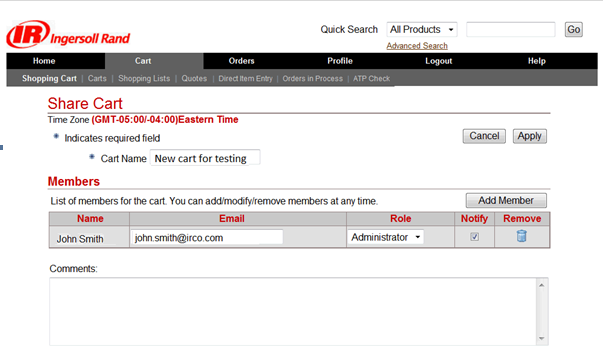 IR Ingersoll Rand
Quick Search All Products Go
Advanced Search
Home Cart Orders Profile Logout Help
Shopping Cart | Carts | Shopping Lists | Quotes | Direct Item Entry | Orders in Process | ATP Check
Share Cart
Time Zone (GMT-05:00/-04:00)Eastern Time
* Indicates required field
Cancel Apply
* Cart Name New cart for testing
Members
List of members for the cart. You can add/modify/remove members at any time. Add Member
Name Email Role Notify Remove
John Smith john.smith@irco.com Administrator
Comments: